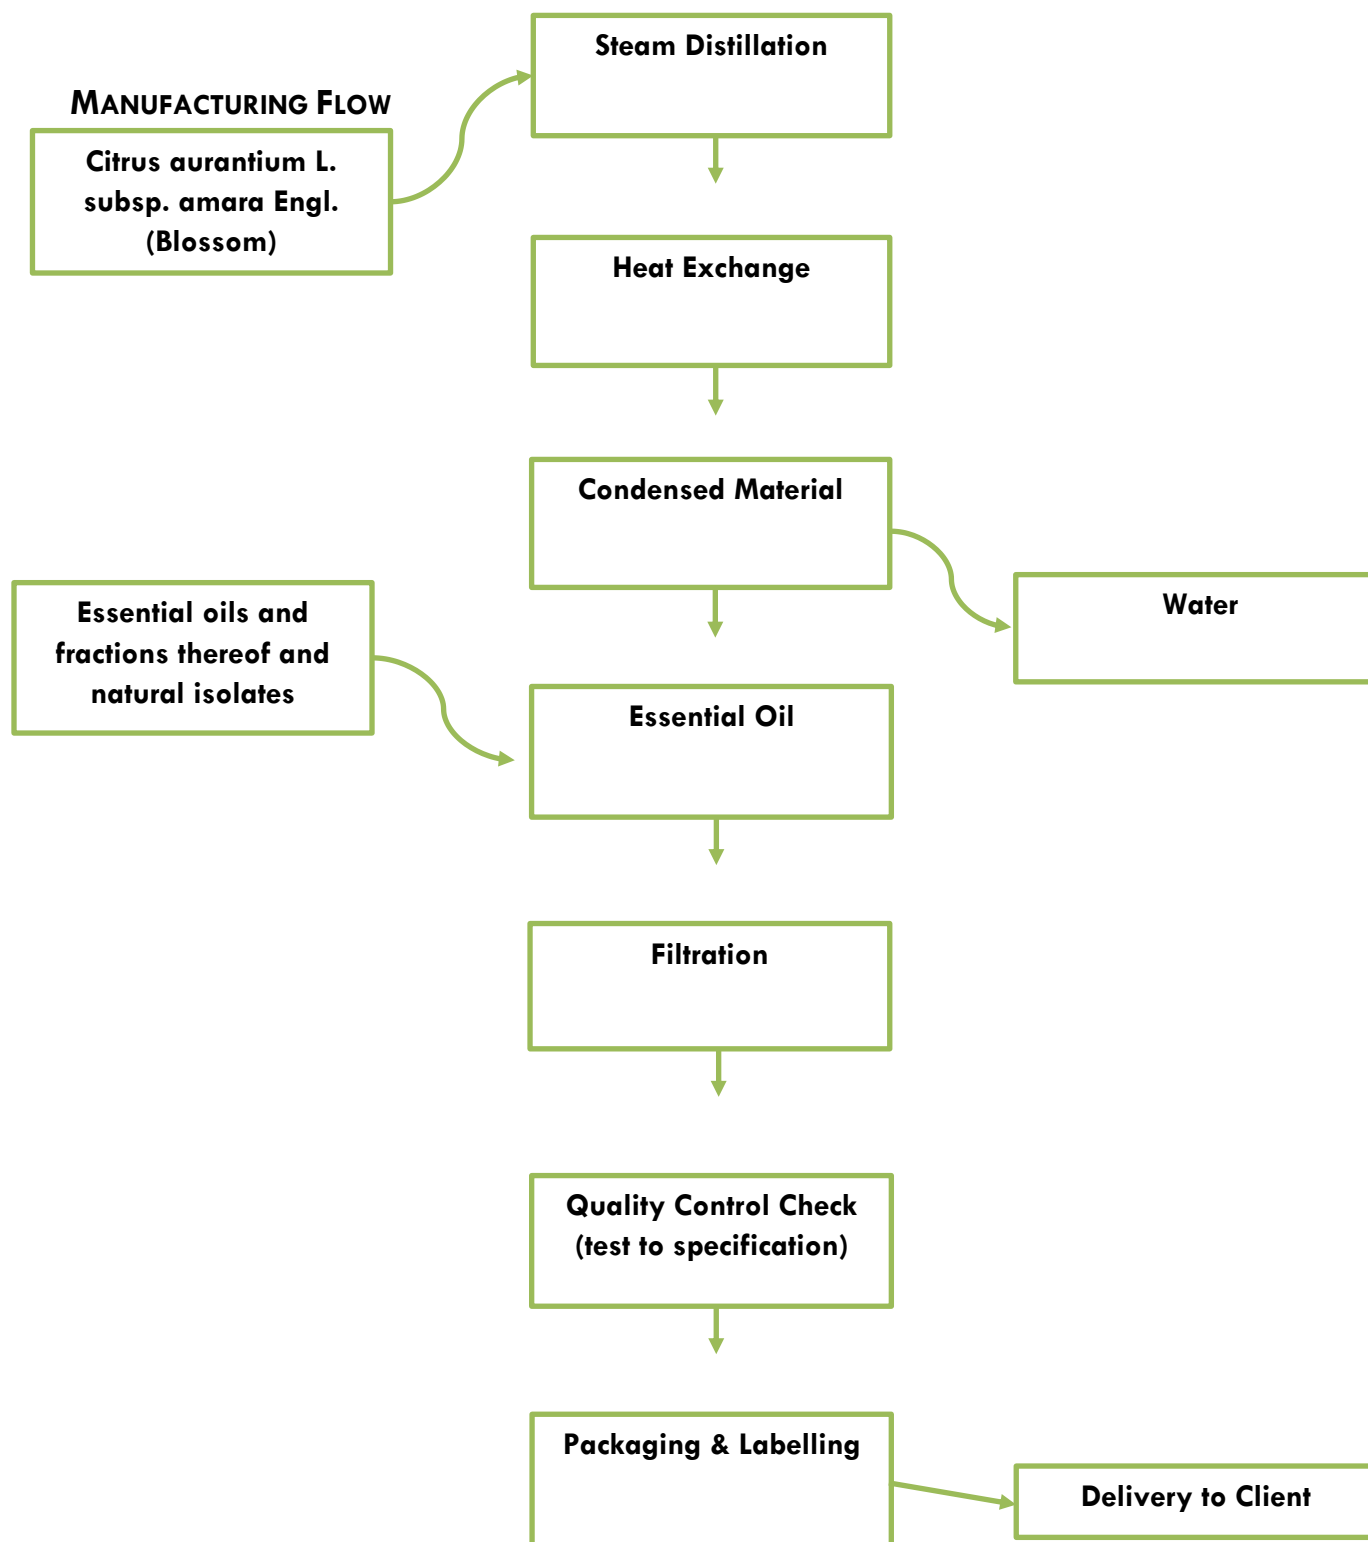 MANUFACTURING FLOW
Citrus aurantium L.
subsp. amara Engl.
(Blossom)
Steam Distillation
Heat Exchange
Condensed Material
Water
Essential oils and
fractions thereof and
natural isolates
Essential Oil
Filtration
Quality Control Check
(test to specification)
Packaging & Labelling
Delivery to Client